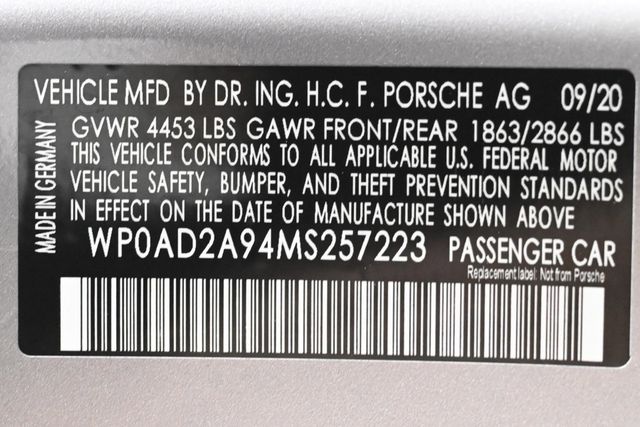 VEHICLE MFD BY DR. ING. H.C. F. PORSCHE AG 09/20
GVWR 4453 LBS GAWR FRONT/REAR 1863/2866 LBS
THIS VEHICLE CONFORMS TO ALL APPLICABLE U.S. FEDERAL MOTOR
VEHICLE SAFETY, BUMPER, AND THEFT PREVENTION STANDARDS
IN EFFECT ON THE DATE OF MANUFACTURE SHOWN ABOVE
WP0AD2A94MS257223 PASSENGER CAR
Replacement label: Not from Porsche
MADE IN GERMANY